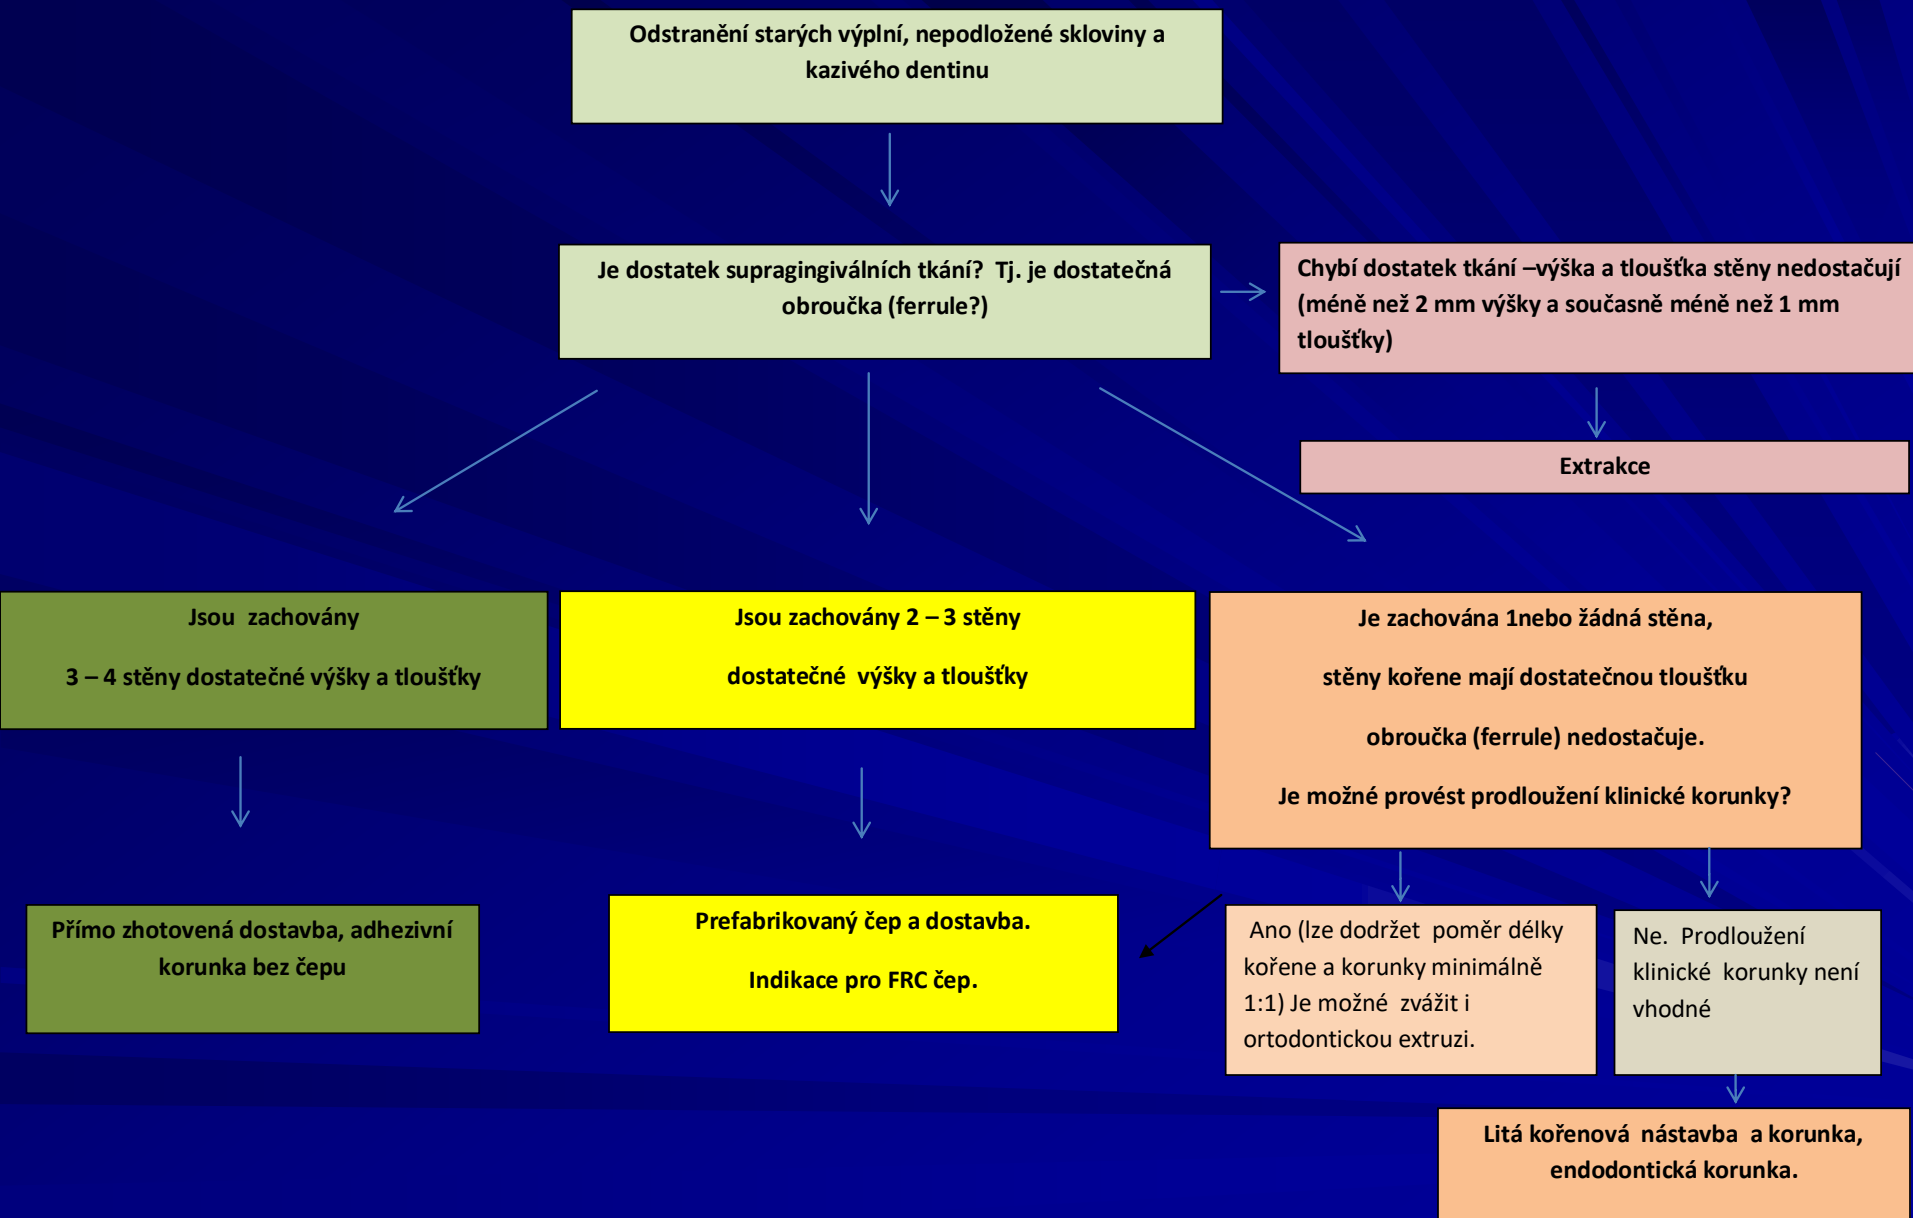 Odstranění starých výplní, nepodložené skloviny a
kazivého dentinu
Je dostatek supragingiválních tkání?  Tj. je dostatečná
obroučka (ferrule?)
Chybí dostatek tkání –výška a tloušťka stěny nedostačují
(méně než 2 mm výšky a současně méně než 1 mm
tloušťky)
Extrakce
Jsou  zachovány
3 – 4 stěny dostatečné výšky a tloušťky
Jsou zachovány 2 – 3 stěny
dostatečné  výšky a tloušťky
Je zachována 1nebo žádná stěna,
stěny kořene mají dostatečnou tloušťku
obroučka (ferrule) nedostačuje.
Je možné provést prodloužení klinické korunky?
Přímo zhotovená dostavba, adhezivní
korunka bez čepu
Prefabrikovaný čep a dostavba.
Indikace pro FRC čep.
Ano (lze dodržet  poměr délky
kořene a korunky minimálně
1:1) Je možné  zvážit i
ortodontickou extruzi.
Ne.  Prodloužení
klinické  korunky není
vhodné
Litá kořenová  nástavba  a korunka,
endodontická korunka.